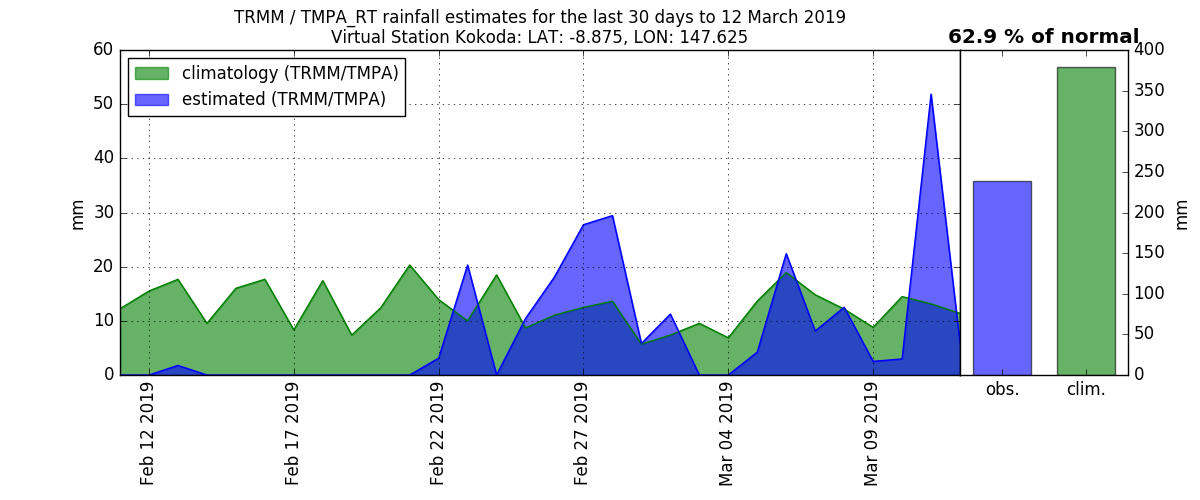 TRMM / TMPA_RT rainfall estimates for the last 30 days to 12 March 2019
Virtual Station Kokoda: LAT: -8.875, LON: 147.625
62.9 % of normal
climatology (TRMM/TMPA)
estimated (TRMM/TMPA)
mm
60
50
40
30
20
10
0
Feb 12 2019
Feb 17 2019
Feb 22 2019
Feb 27 2019
Mar 04 2019
Mar 09 2019
obs.
clim.
400
350
300
250
200
150
100
50
0
mm